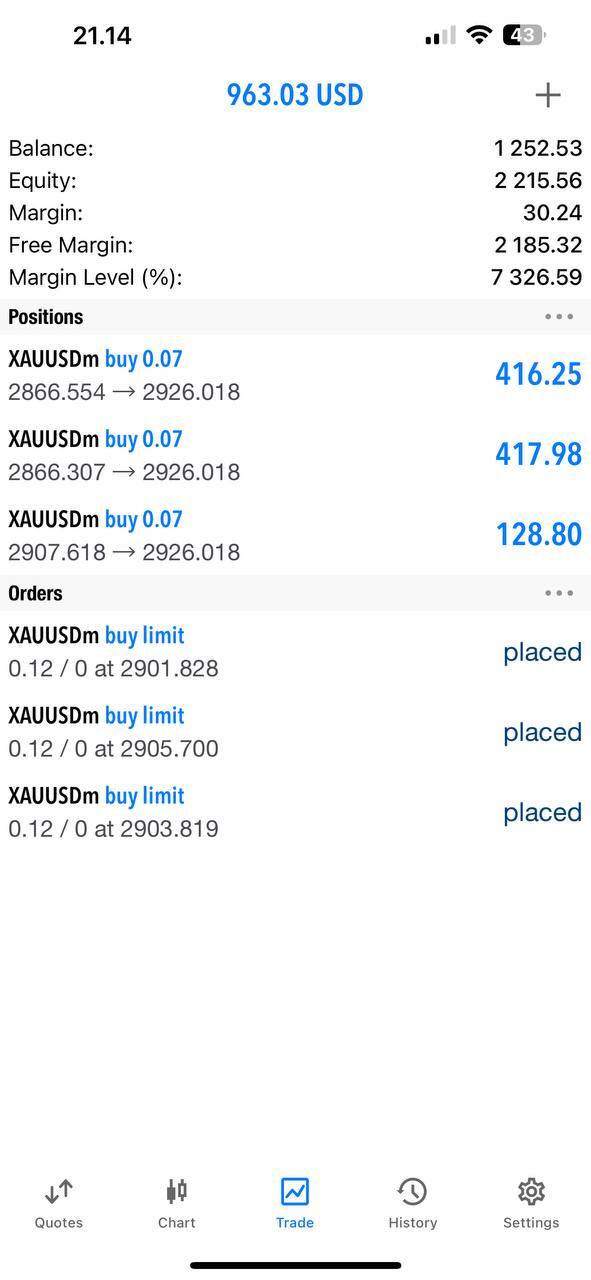 21.14
43
963.03 USD
Balance: 1 252.53
Equity: 2 215.56
Margin: 30.24
Free Margin: 2 185.32
Margin Level (%): 7 326.59
Positions
XAUUSDm buy 0.07
2866.554 → 2926.018
416.25
XAUUSDm buy 0.07
2866.307 → 2926.018
417.98
XAUUSDm buy 0.07
2907.618 → 2926.018
128.80
Orders
XAUUSDm buy limit
0.12 / 0 at 2901.828
placed
XAUUSDm buy limit
0.12 / 0 at 2905.700
placed
XAUUSDm buy limit
0.12 / 0 at 2903.819
placed
Quotes Chart Trade History Settings